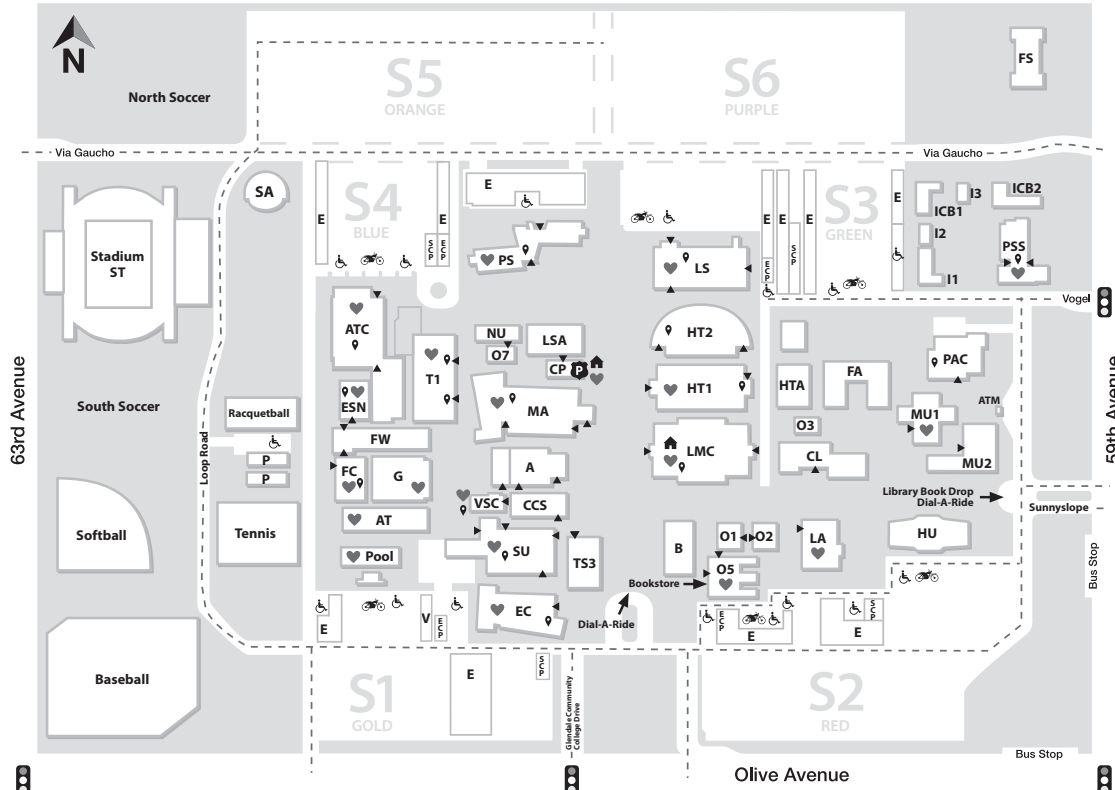 N
North Soccer
S5
ORANGE
S6
PURPLE
FS
Via Gaucho
Via Gaucho
SA
E
S4
BLUE
E
SCP
ECP
E
E
ECP
E
SCP
E
S3
GREEN
E
ICB1
I3
ICB2
I2
I1
PSS
Stadium
ST
PS
LS
Vogel
ATC
NU
O7
LSA
CP
P
HT2
T1
ESN
MA
HT1
HTA
FA
PAC
ATM
MU1
MU2
63rd Avenue
South Soccer
Loop Road
Racquetball
P
P
FW
FC
G
A
LMC
O3
CL
59th Avenue
Library Book Drop
Dial-A-Ride
Sunnyslope
Softball
Tennis
AT
VSC
CCS
Pool
SU
TS3
B
O1
O2
O5
LA
HU
Bus Stop
Bookstore
Dial-A-Ride
E
V
ECP
EC
ECP
E
SCP
E
Baseball
S1
GOLD
E
SCP
Glendale Community
College Drive
S2
RED
Bus Stop
Olive Avenue